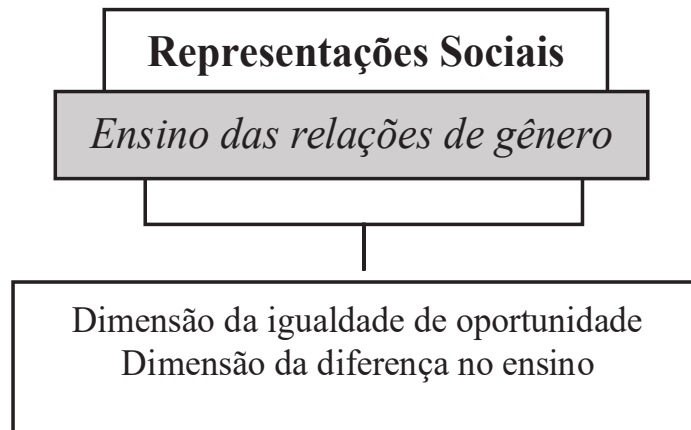 Representações Sociais
Ensino das relações de gênero
Dimensão da igualdade de oportunidade
Dimensão da diferença no ensino